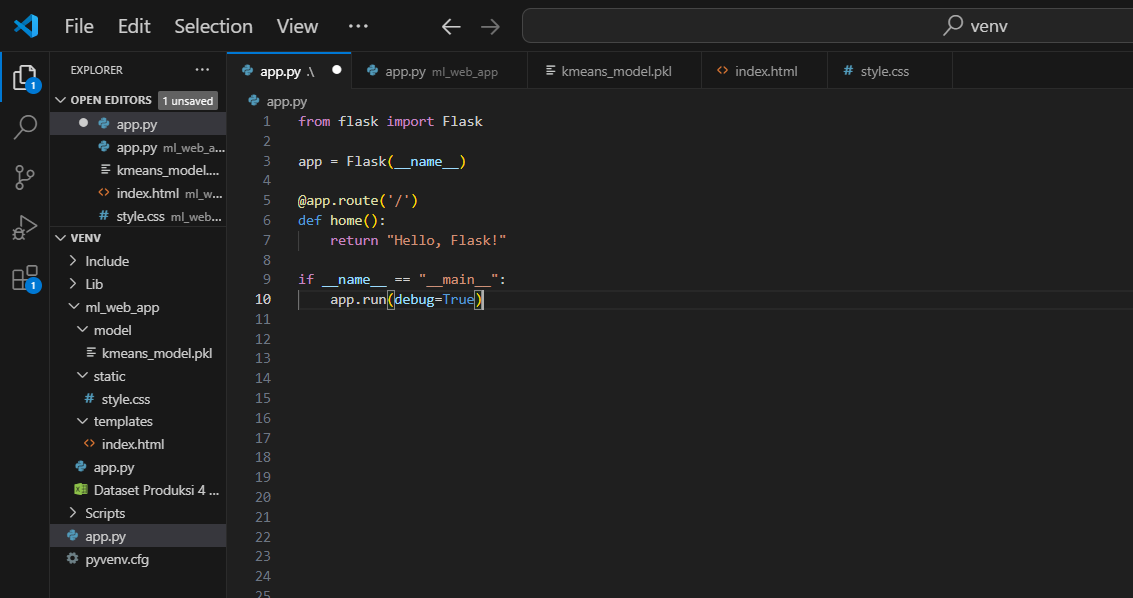 File Edit Selection View ··· venv
EXPLORER ···
OPEN EDITORS 1 unsaved
app.py
app.py ml_web_a...
kmeans_model....
index.html ml_w...
style.css ml_web...
VENV
Include
Lib
ml_web_app
model
kmeans_model.pkl
static
style.css
templates
index.html
app.py
Dataset Produksi 4 ...
Scripts
app.py
pyvenv.cfg
1
1
app.py .\ app.py ml_web_app kmeans_model.pkl index.html style.css
app.py
1 from flask import Flask
2
3 app = Flask(__name__)
4
5 @app.route('/')
6 def home():
7     return "Hello, Flask!"
8
9 if __name__ == "__main__":
10     app.run(debug=True)
11
12
13
14
15
16
17
18
19
20
21
22
23
24
25